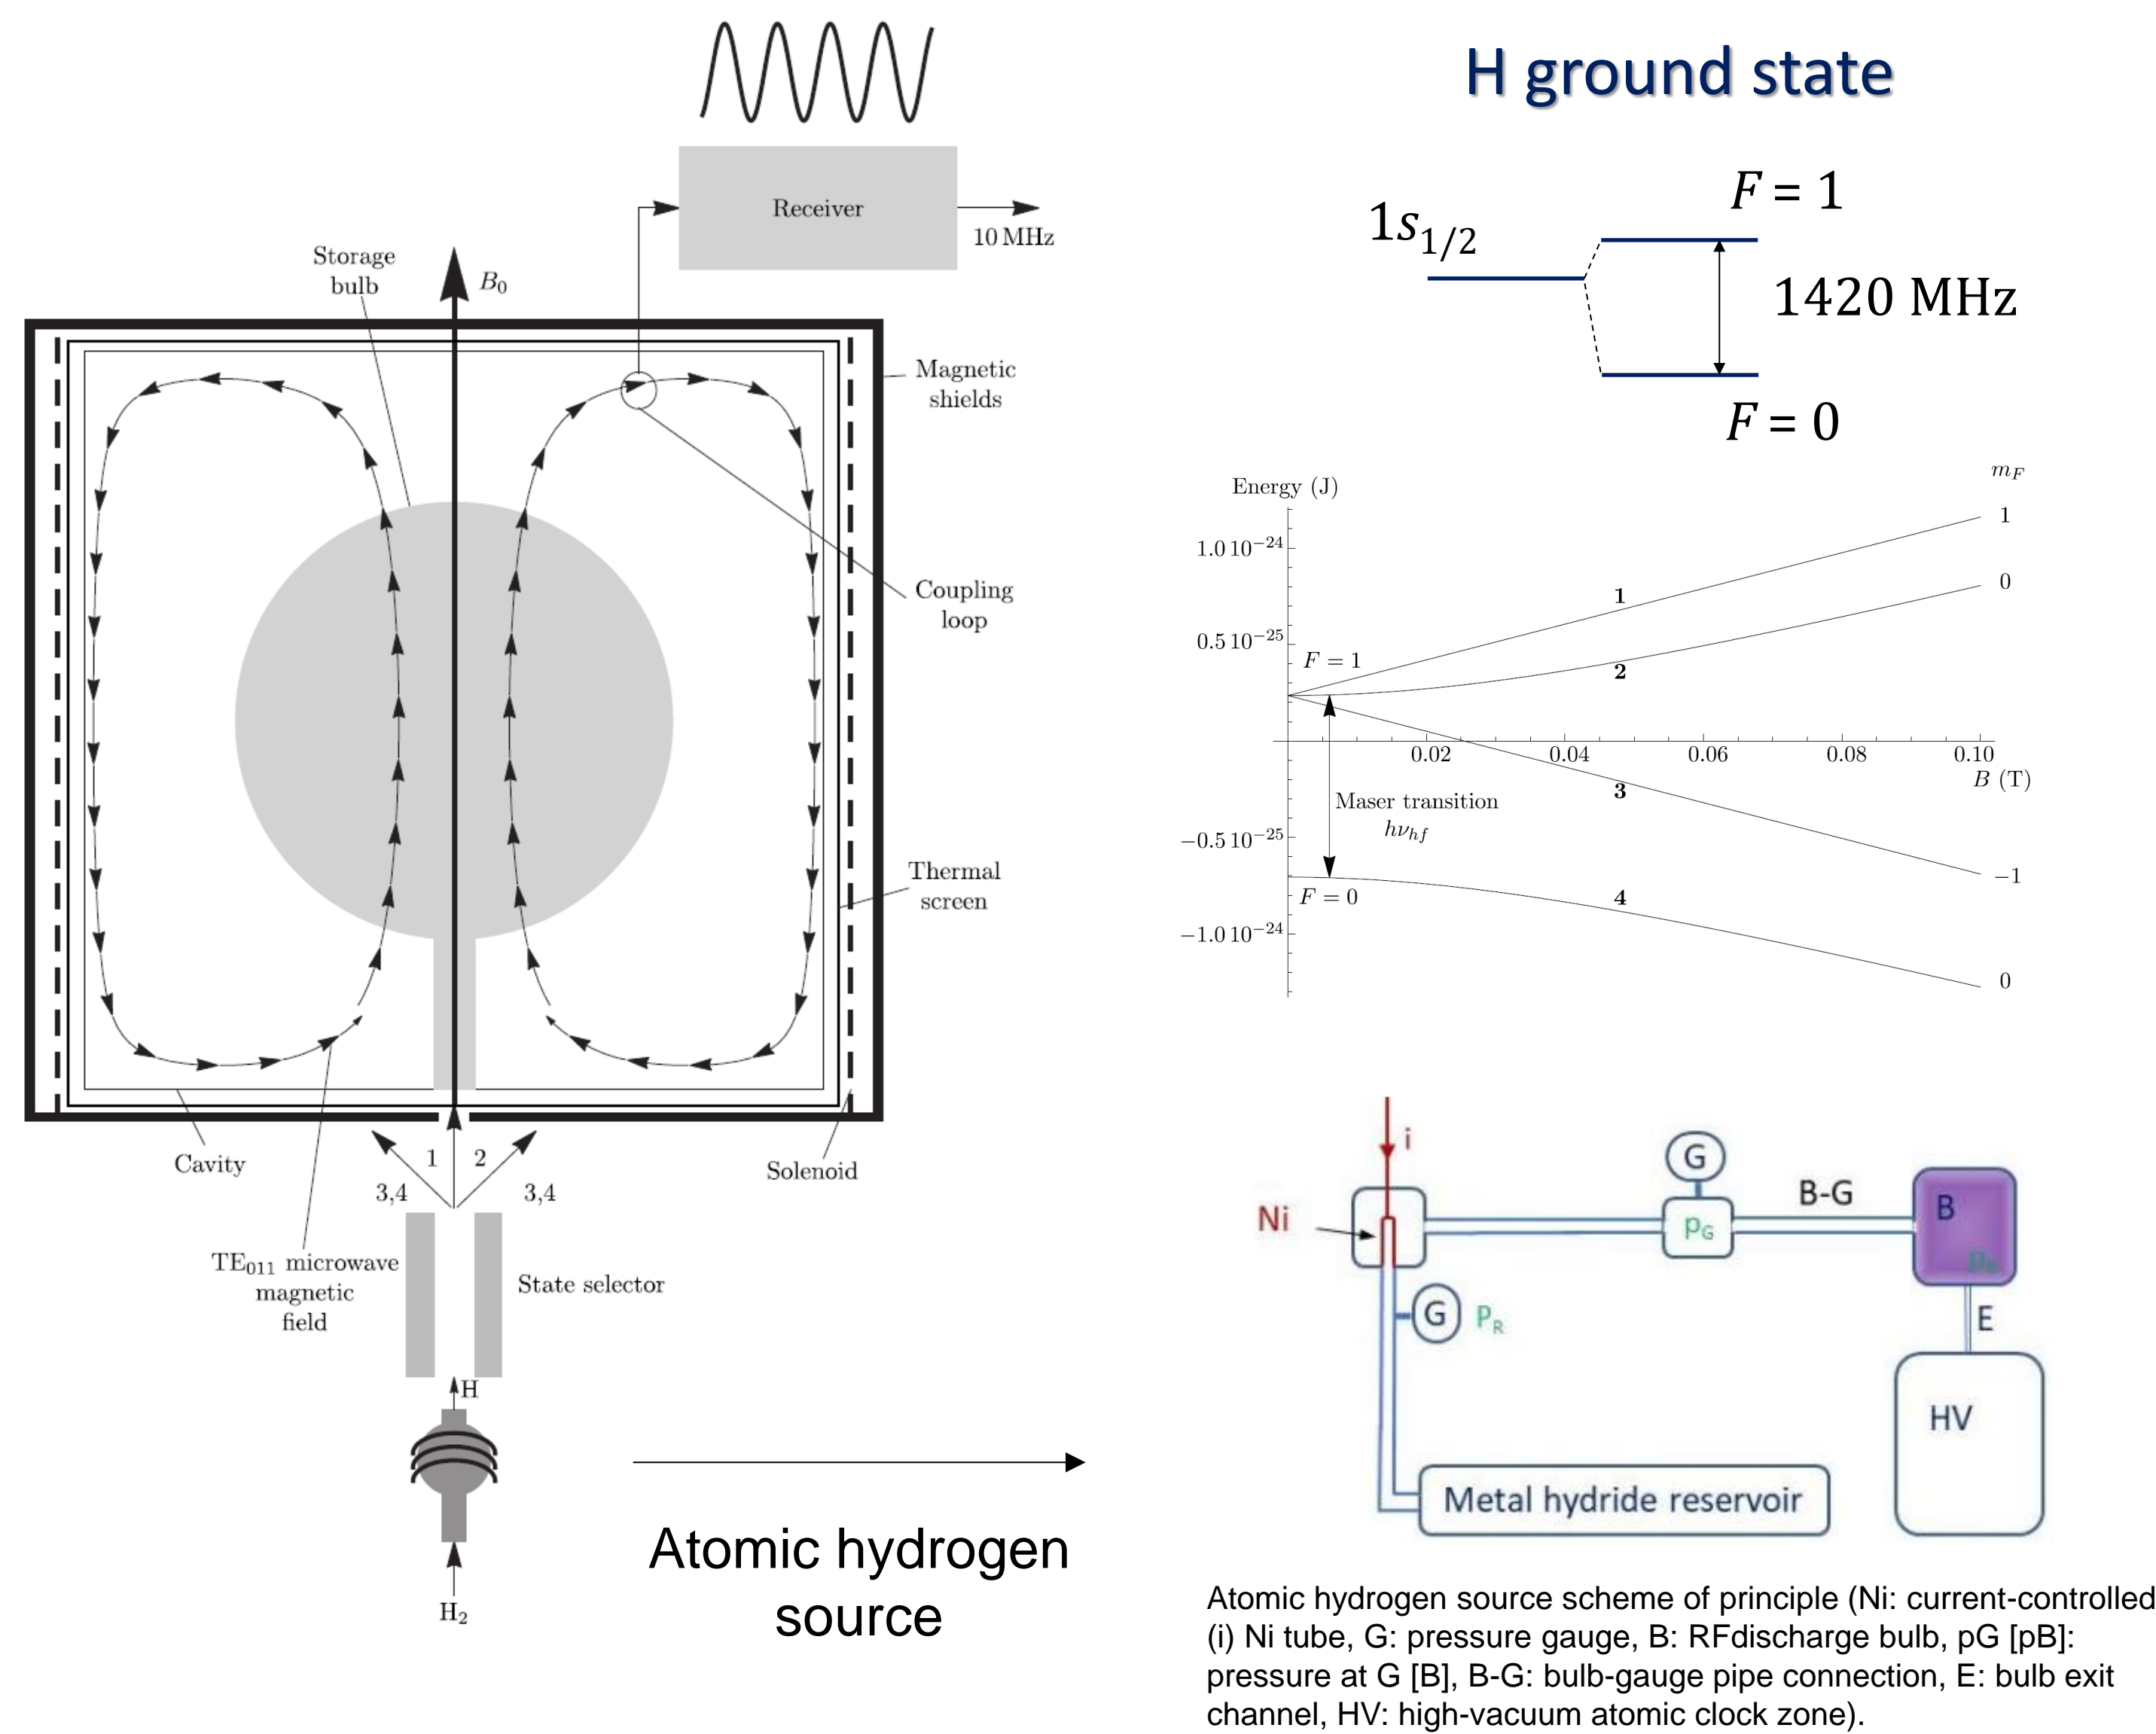 Receiver
10 MHz
Storage
bulb
B₀
Magnetic
shields
Coupling
loop
Thermal
screen
Cavity
Solenoid
1
2
3,4
3,4
TE₀₁₁ microwave
magnetic
field
State selector
H
H₂
Atomic hydrogen
source
H ground state
F = 1
1s₁/₂
1420 MHz
F = 0
m_F
Energy (J)
1
1.0 10⁻²⁴
0
1
0.5 10⁻²⁵
F = 1
2
0.02
0.04
0.06
0.08
0.10
B (T)
3
Maser transition
hν_hf
−0.5 10⁻²⁵
−1
F = 0
4
−1.0 10⁻²⁴
0
i
G
B-G
B
Ni
p_G
G
P_R
E
HV
Metal hydride reservoir
Atomic hydrogen source scheme of principle (Ni: current-controlled
(i) Ni tube, G: pressure gauge, B: RFdischarge bulb, pG [pB]:
pressure at G [B], B-G: bulb-gauge pipe connection, E: bulb exit
channel, HV: high-vacuum atomic clock zone).